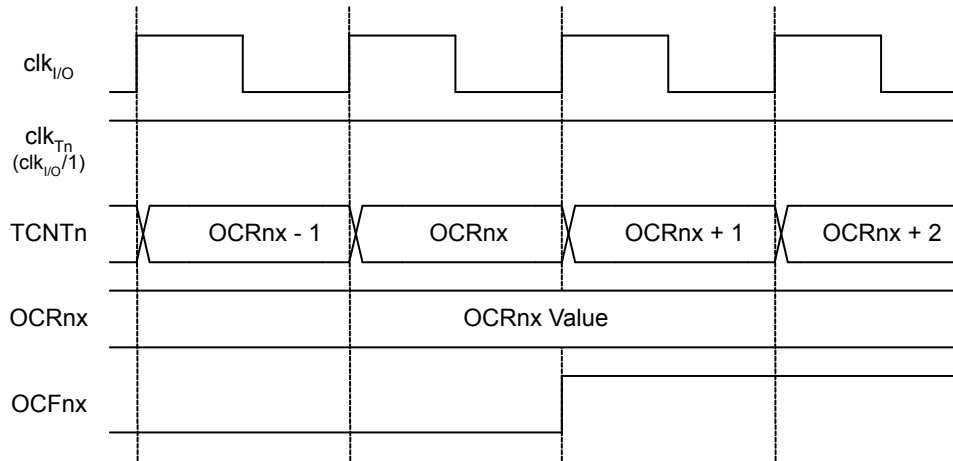 clkI/O
clkTn
(clkI/O/1)
TCNTn OCRnx - 1 OCRnx OCRnx + 1 OCRnx + 2
OCRnx OCRnx Value
OCFnx